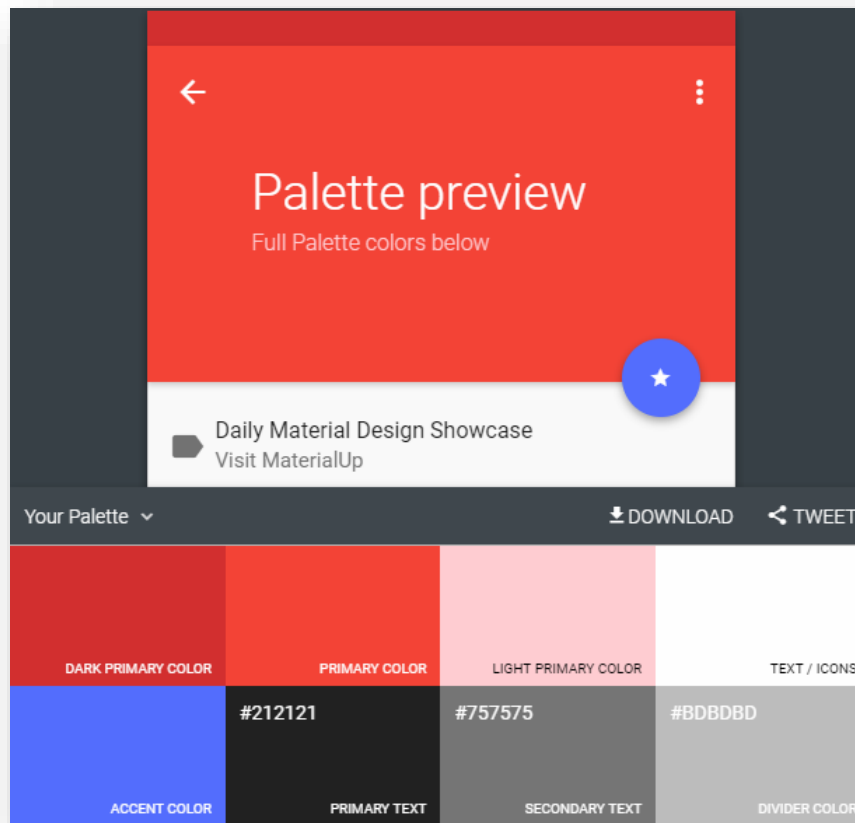 Palette preview
Full Palette colors below
Daily Material Design Showcase
Visit MaterialUp
Your Palette
DOWNLOAD
TWEET
DARK PRIMARY COLOR
PRIMARY COLOR
LIGHT PRIMARY COLOR
TEXT / ICONS
#212121
#757575
#BDBDBD
ACCENT COLOR
PRIMARY TEXT
SECONDARY TEXT
DIVIDER COLOR